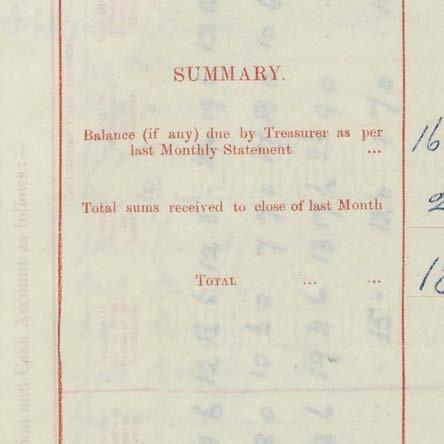 SUMMARY.
Balance (if any) due by Treasurer as per
last Monthly Statement ...
16
Total sums received to close of last Month
2
TOTAL ... ...